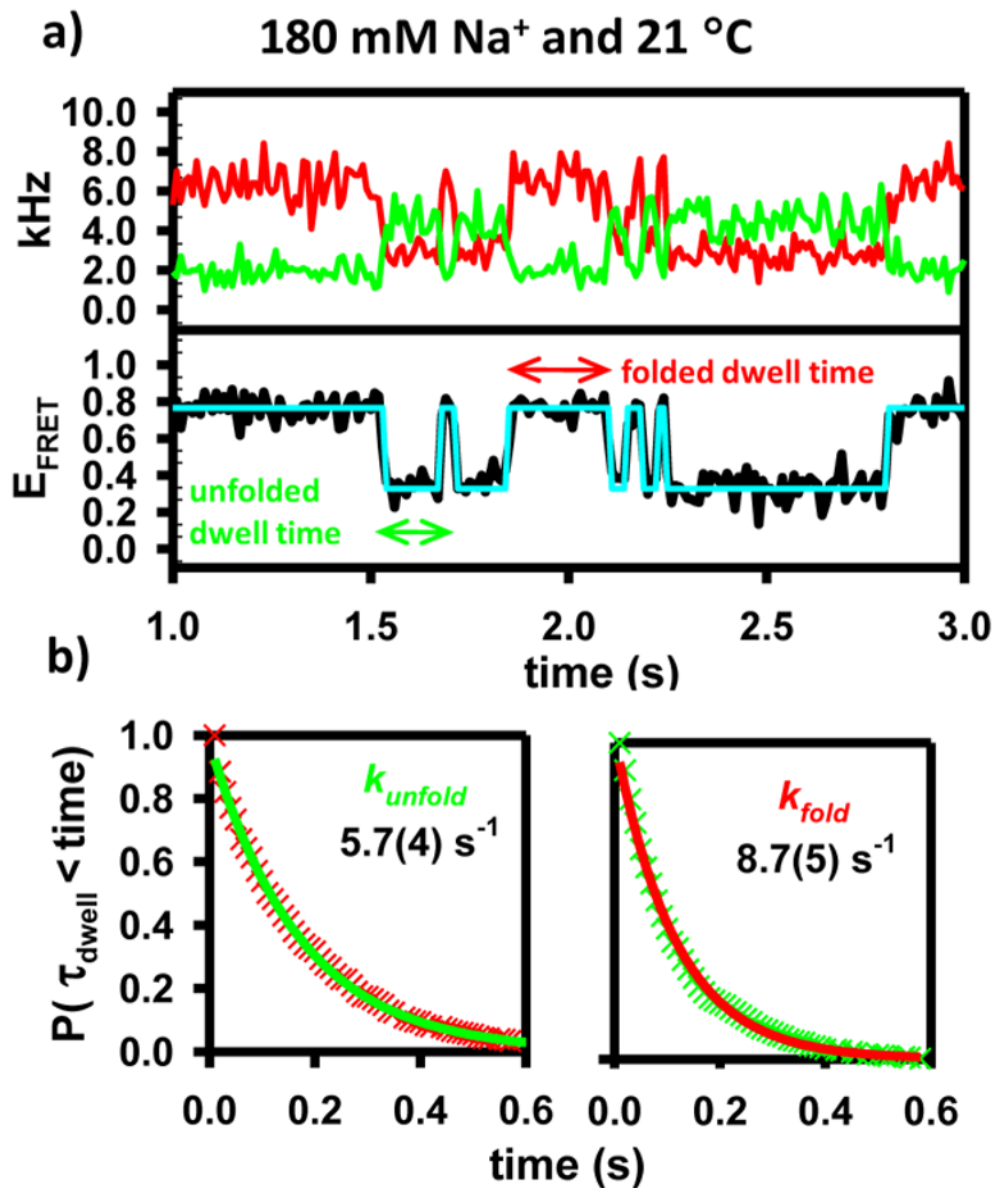 a) 180 mM Na⁺ and 21 °C
10.0
8.0
6.0
4.0
2.0
0.0
kHz
1.0
0.8
0.6
0.4
0.2
0.0
E_FRET
folded dwell time
unfolded
dwell time
1.0 1.5 2.0 2.5 3.0
time (s)
b)
1.0
0.8
0.6
0.4
0.2
0.0
P( τ_dwell < time)
k_unfold
5.7(4) s⁻¹
k_fold
8.7(5) s⁻¹
0.0 0.2 0.4 0.6 0.0 0.2 0.4 0.6
time (s)